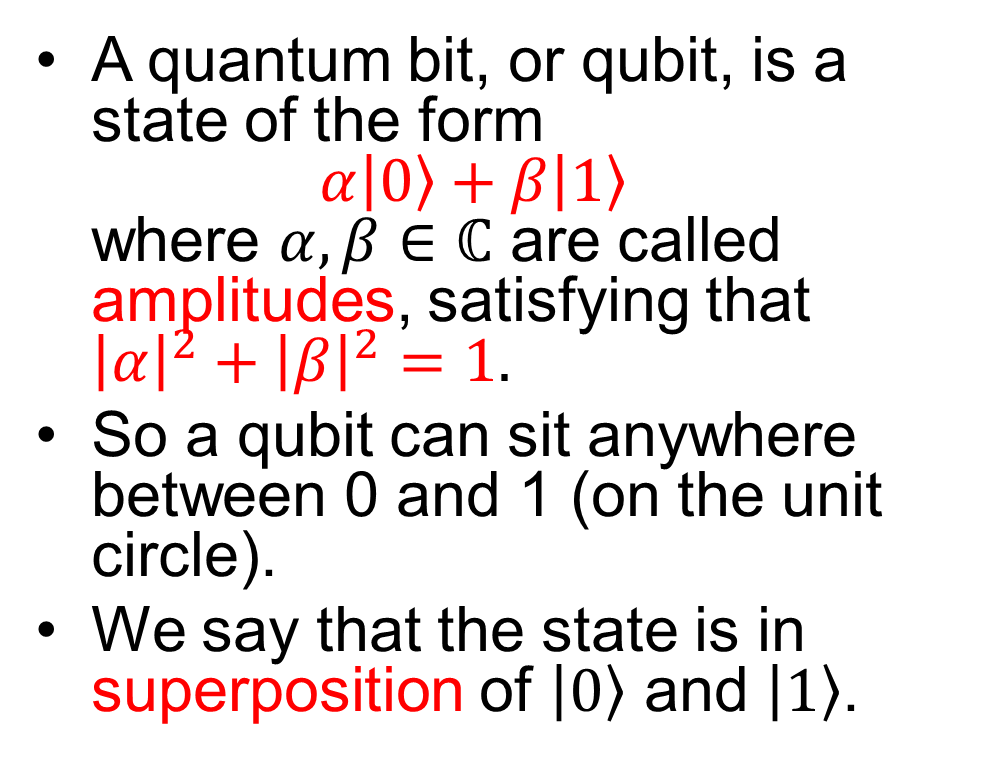 • A quantum bit, or qubit, is a
state of the form
𝛼|0⟩ + 𝛽|1⟩
where 𝛼, 𝛽 ∈ ℂ are called
amplitudes, satisfying that
|𝛼|² + |𝛽|² = 1.
• So a qubit can sit anywhere
between 0 and 1 (on the unit
circle).
• We say that the state is in
superposition of |0⟩ and |1⟩.